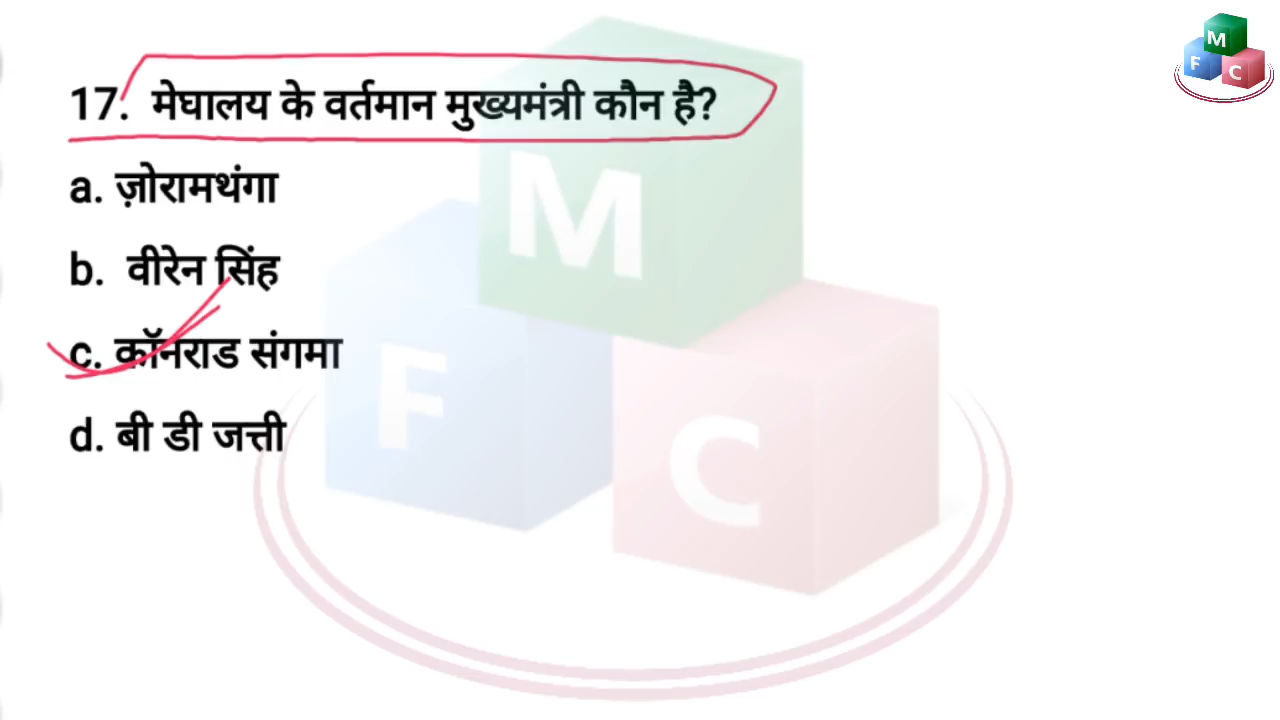 17. मेघालय के वर्तमान मुख्यमंत्री कौन है?
a. ज़ोरामथंगा
b. वीरेन सिंह
c. कॉनराड संगमा
d. बी डी जत्ती
M
F
C
M
F
C